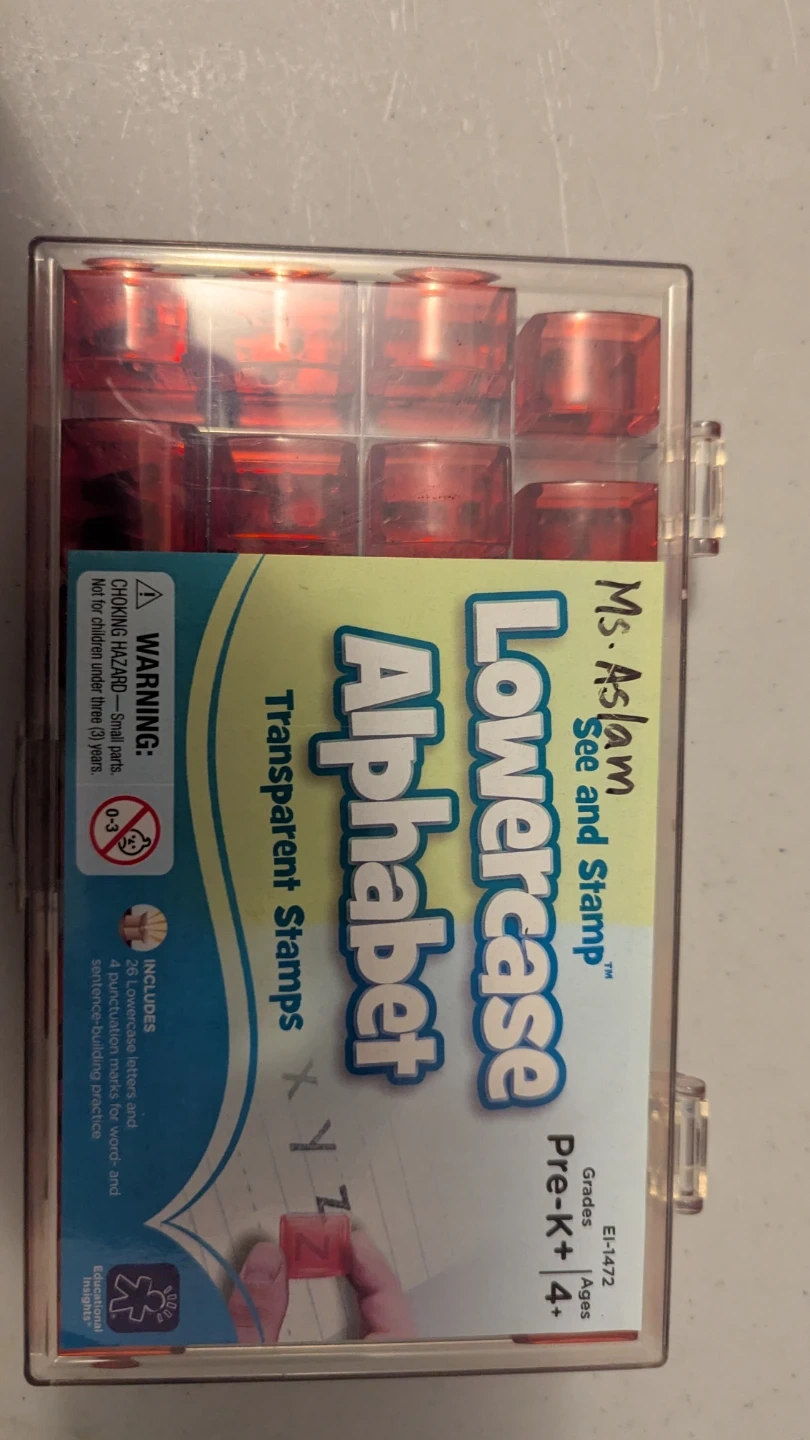 Ms. Aslam
See and Stamp™
Lowercase
Alphabet
Transparent Stamps
EI-1472
Grades
Pre-K+
Ages
4+
x y z
z
WARNING:
CHOKING HAZARD—Small parts.
Not for children under three (3) years.
0-3
INCLUDES
26 Lowercase letters and
4 punctuation marks for word- and
sentence-building practice
Educational
Insights®